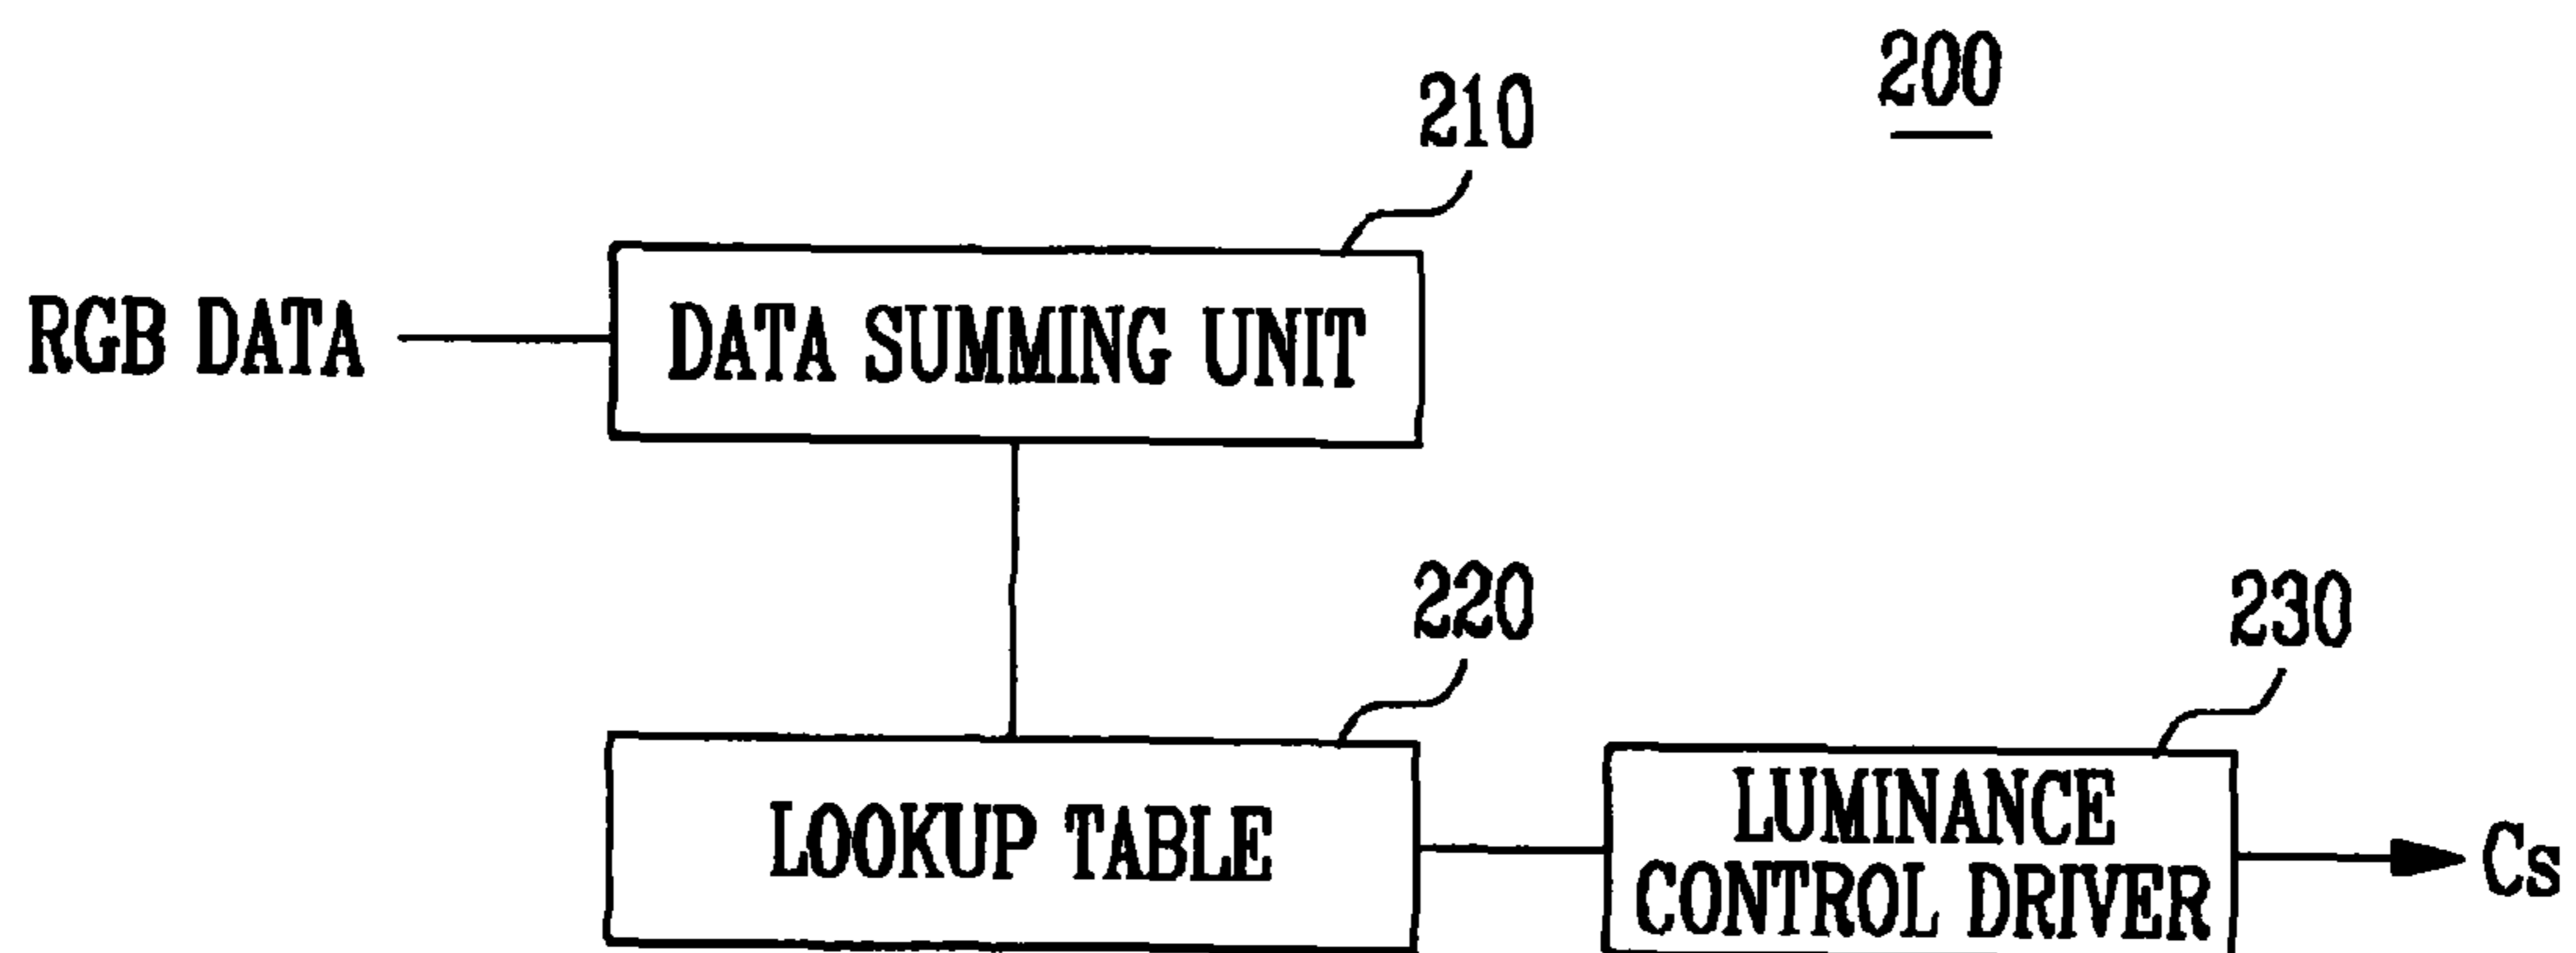 200
210
RGB DATA
DATA SUMMING UNIT
220
230
LOOKUP TABLE
LUMINANCE
CONTROL DRIVER
Cs